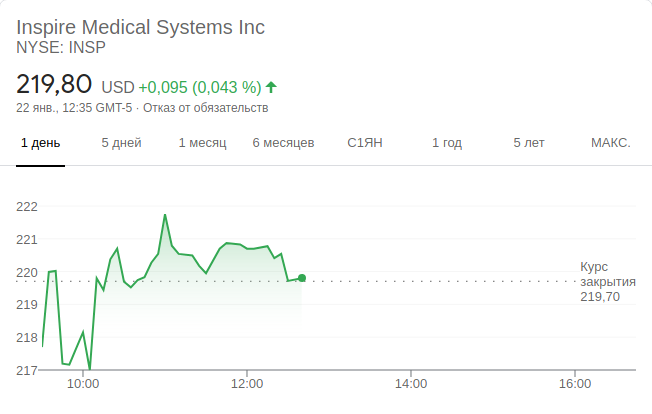 Inspire Medical Systems Inc
NYSE: INSP
219,80 USD +0,095 (0,043 %)
22 янв., 12:35 GMT-5 · Отказ от обязательств
1 день 5 дней 1 месяц 6 месяцев С1ЯН 1 год 5 лет МАКС.
222
221
220
219
218
217
Курс
закрытия
219,70
10:00 12:00 14:00 16:00